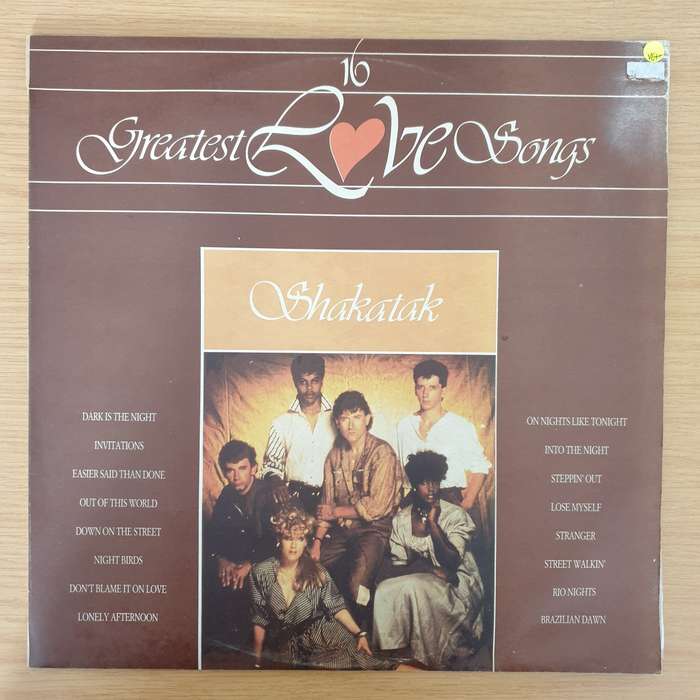 16
Greatest Love Songs
Shakatak
DARK IS THE NIGHT
INVITATIONS
EASIER SAID THAN DONE
OUT OF THIS WORLD
DOWN ON THE STREET
NIGHT BIRDS
DON'T BLAME IT ON LOVE
LONELY AFTERNOON
ON NIGHTS LIKE TONIGHT
INTO THE NIGHT
STEPPIN' OUT
LOSE MYSELF
STRANGER
STREET WALKIN'
RIO NIGHTS
BRAZILIAN DAWN